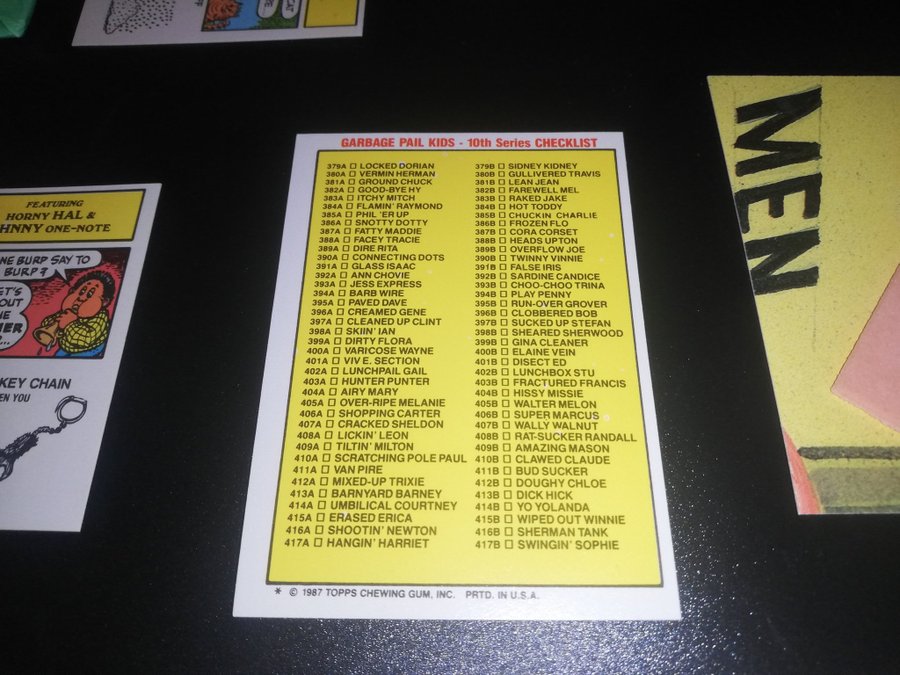 GARBAGE PAIL KIDS - 10th Series CHECKLIST
379A LOCKED DORIAN
380A VERMIN HERMAN
381A GROUND CHUCK
382A GOOD-BYE HY
383A ITCHY MITCH
384A FLAMIN' RAYMOND
385A PHIL 'ER UP
386A SNOTTY DOTTY
387A FATTY MADDIE
388A FACEY TRACIE
389A DIRE RITA
390A CONNECTING DOTS
391A GLASS ISAAC
392A ANN CHOVIE
393A JESS EXPRESS
394A BARB WIRE
395A PAVED DAVE
396A CREAMED GENE
397A CLEANED UP CLINT
398A SKIIN' IAN
399A DIRTY FLORA
400A VARICOSE WAYNE
401A VIV E. SECTION
402A LUNCHPAIL GAIL
403A HUNTER PUNTER
404A AIRY MARY
405A OVER-RIPE MELANIE
406A SHOPPING CARTER
407A CRACKED SHELDON
408A LICKIN' LEON
409A TILTIN' MILTON
410A SCRATCHING POLE PAUL
411A VAN PIRE
412A MIXED-UP TRIXIE
413A BARNYARD BARNEY
414A UMBILICAL COURTNEY
415A ERASED ERICA
416A SHOOTIN' NEWTON
417A HANGIN' HARRIET
379B SIDNEY KIDNEY
380B GULLIVERED TRAVIS
381B LEAN JEAN
382B FAREWELL MEL
383B RAKED JAKE
384B HOT TODDY
385B CHUCKIN CHARLIE
386B FROZEN FLO
387B CORA CORSET
388B HEADS UPTON
389B OVERFLOW JOE
390B TWINNY VINNIE
391B FALSE IRIS
392B SARDINE CANDICE
393B CHOO-CHOO TRINA
394B PLAY PENNY
395B RUN-OVER GROVER
396B CLOBBERED BOB
397B SUCKED UP STEFAN
398B SHEARED SHERWOOD
399B GINA CLEANER
400B ELAINE VEIN
401B DISECT ED
402B LUNCHBOX STU
403B FRACTURED FRANCIS
404B HISSY MISSIE
405B WALTER MELON
406B SUPER MARCUS
407B WALLY WALNUT
408B RAT-SUCKER RANDALL
409B AMAZING MASON
410B CLAWED CLAUDE
411B BUD SUCKER
412B DOUGHY CHLOE
413B DICK HICK
414B YO YOLANDA
415B WIPED OUT WINNIE
416B SHERMAN TANK
417B SWINGIN' SOPHIE
* © 1987 TOPPS CHEWING GUM, INC. PRTD. IN U.S.A.
FEATURING
HORNY HAL &
ONE-NOTE
BURP SAY TO
BURP?
KEY CHAIN
YOU
MEN
CAT